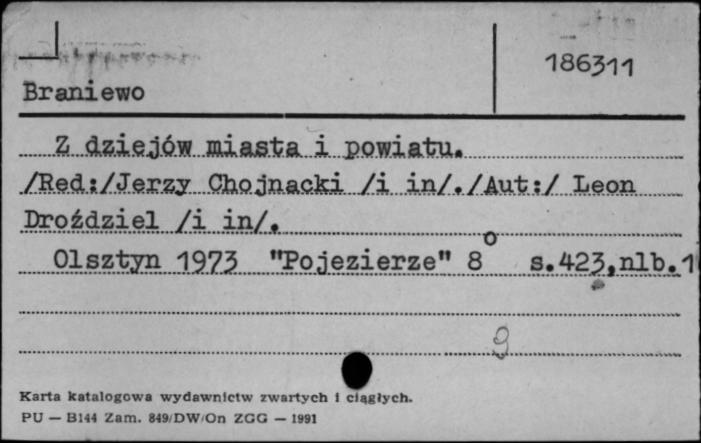 186311
Braniewo
Z dziejów miasta i powiatu.
/Red:/Jerzy Chojnacki /i in/./Aut:/ Leon
Droździel /i in/.
Olsztyn 1973 "Pojezierze" 8° s.423,nlb.1
9
Karta katalogowa wydawnictw zwartych i ciągłych.
PU — B144 Zam. 849/DW/On ZGG — 1991